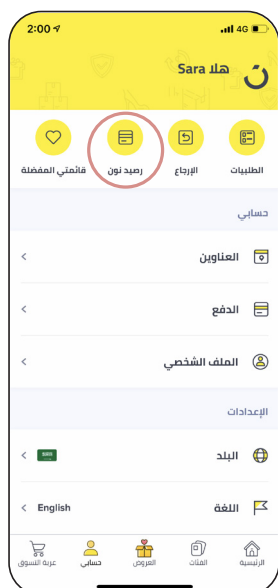 2:00
4G
هلا Sara
ن
الطلبيات
الإرجاع
رصيد نون
قائمتي المفضلة
حسابي
العناوين
الدفع
الملف الشخصي
الإعدادات
البلد
اللغة English
الرئيسية
الفئات
العروض
حسابي
عربة التسوق